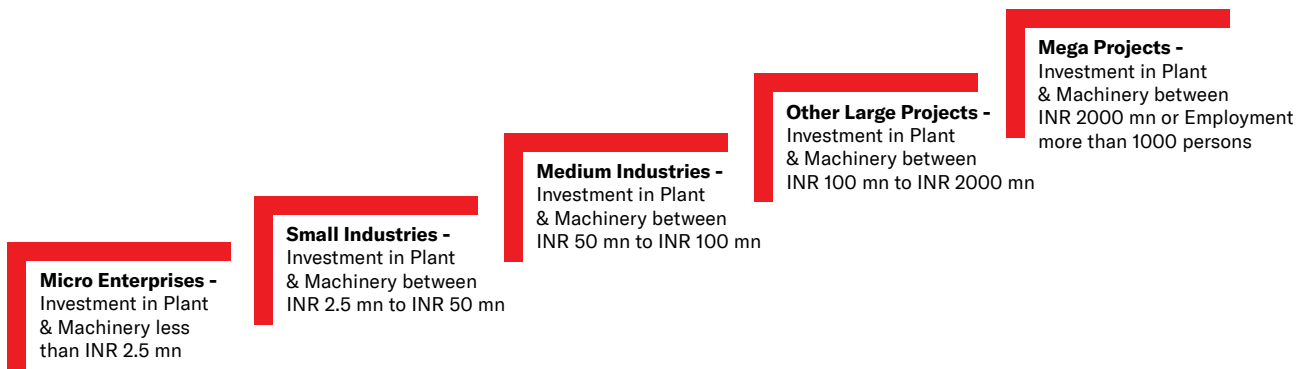 Micro Enterprises -
Investment in Plant
& Machinery less
than INR 2.5 mn
Small Industries -
Investment in Plant
& Machinery between
INR 2.5 mn to INR 50 mn
Medium Industries -
Investment in Plant
& Machinery between
INR 50 mn to INR 100 mn
Other Large Projects -
Investment in Plant
& Machinery between
INR 100 mn to INR 2000 mn
Mega Projects -
Investment in Plant
& Machinery between
INR 2000 mn or Employment
more than 1000 persons